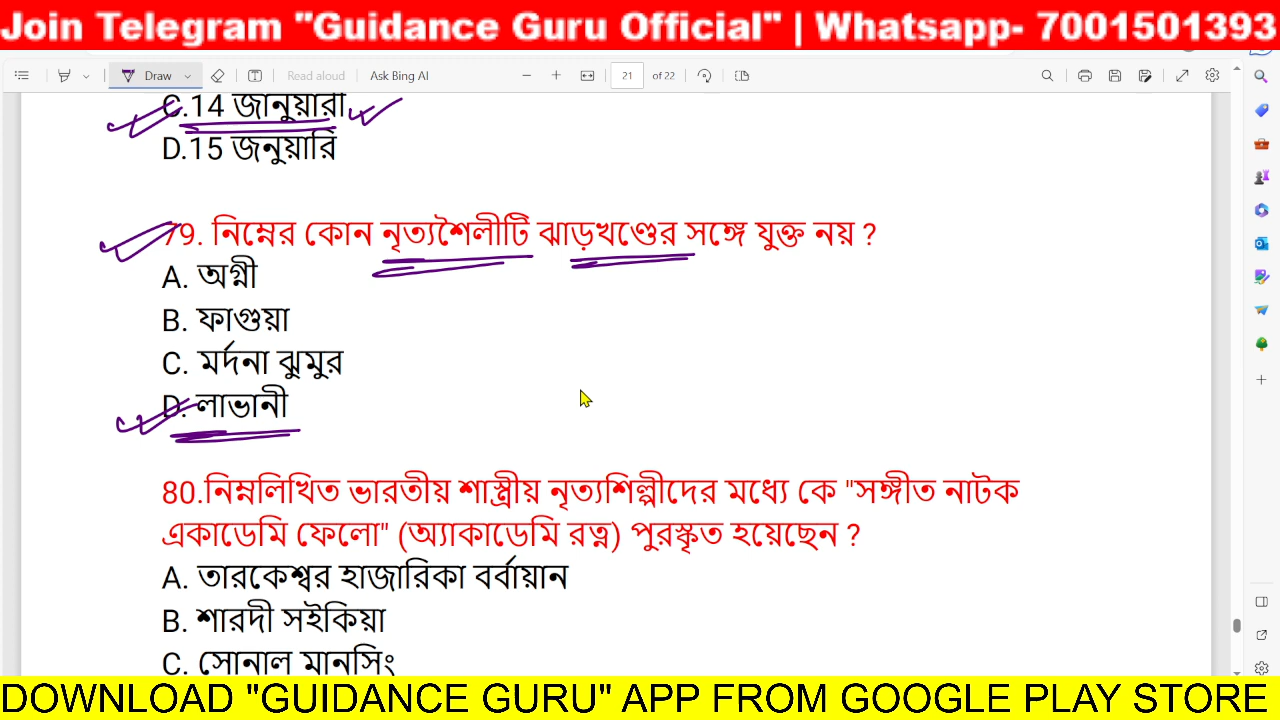 Join Telegram "Guidance Guru Official" | Whatsapp- 7001501393
Draw
Read aloud
Ask Bing AI
21
of 22
C.14 জানুয়ারী
D.15 জনুয়ারি
79. নিম্নের কোন নৃত্যশৈলীটি ঝাড়খণ্ডের সঙ্গে যুক্ত নয় ?
A. অগ্নী
B. ফাগুয়া
C. মর্দনা ঝুমুর
D. লাভানী
80.নিম্নলিখিত ভারতীয় শাস্ত্রীয় নৃত্যশিল্পীদের মধ্যে কে "সঙ্গীত নাটক
একাডেমি ফেলো" (অ্যাকাডেমি রত্ন) পুরস্কৃত হয়েছেন ?
A. তারকেশ্বর হাজারিকা বর্বায়ান
B. শারদী সইকিয়া
C. সোনাল মানসিং
DOWNLOAD "GUIDANCE GURU" APP FROM GOOGLE PLAY STORE